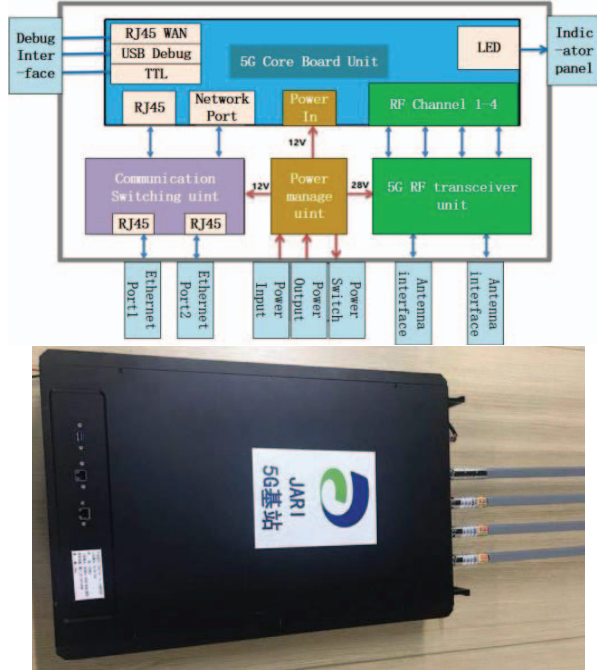 Debug
Inter
-face
RJ45 WAN
USB Debug
TTL
5G Core Board Unit
LED
Indic
-ator
panel
RJ45
Network
Port
Power
In
RF Channel 1-4
12V
Communication
Switching uint
12V
Power
manage
uint
28V
5G RF transceiver
unit
RJ45
RJ45
Ethernet
Port1
Ethernet
Port2
Power
Input
Power
Output
Power
Switch
Antenna
interface
Antenna
interface
JARI
5G基站